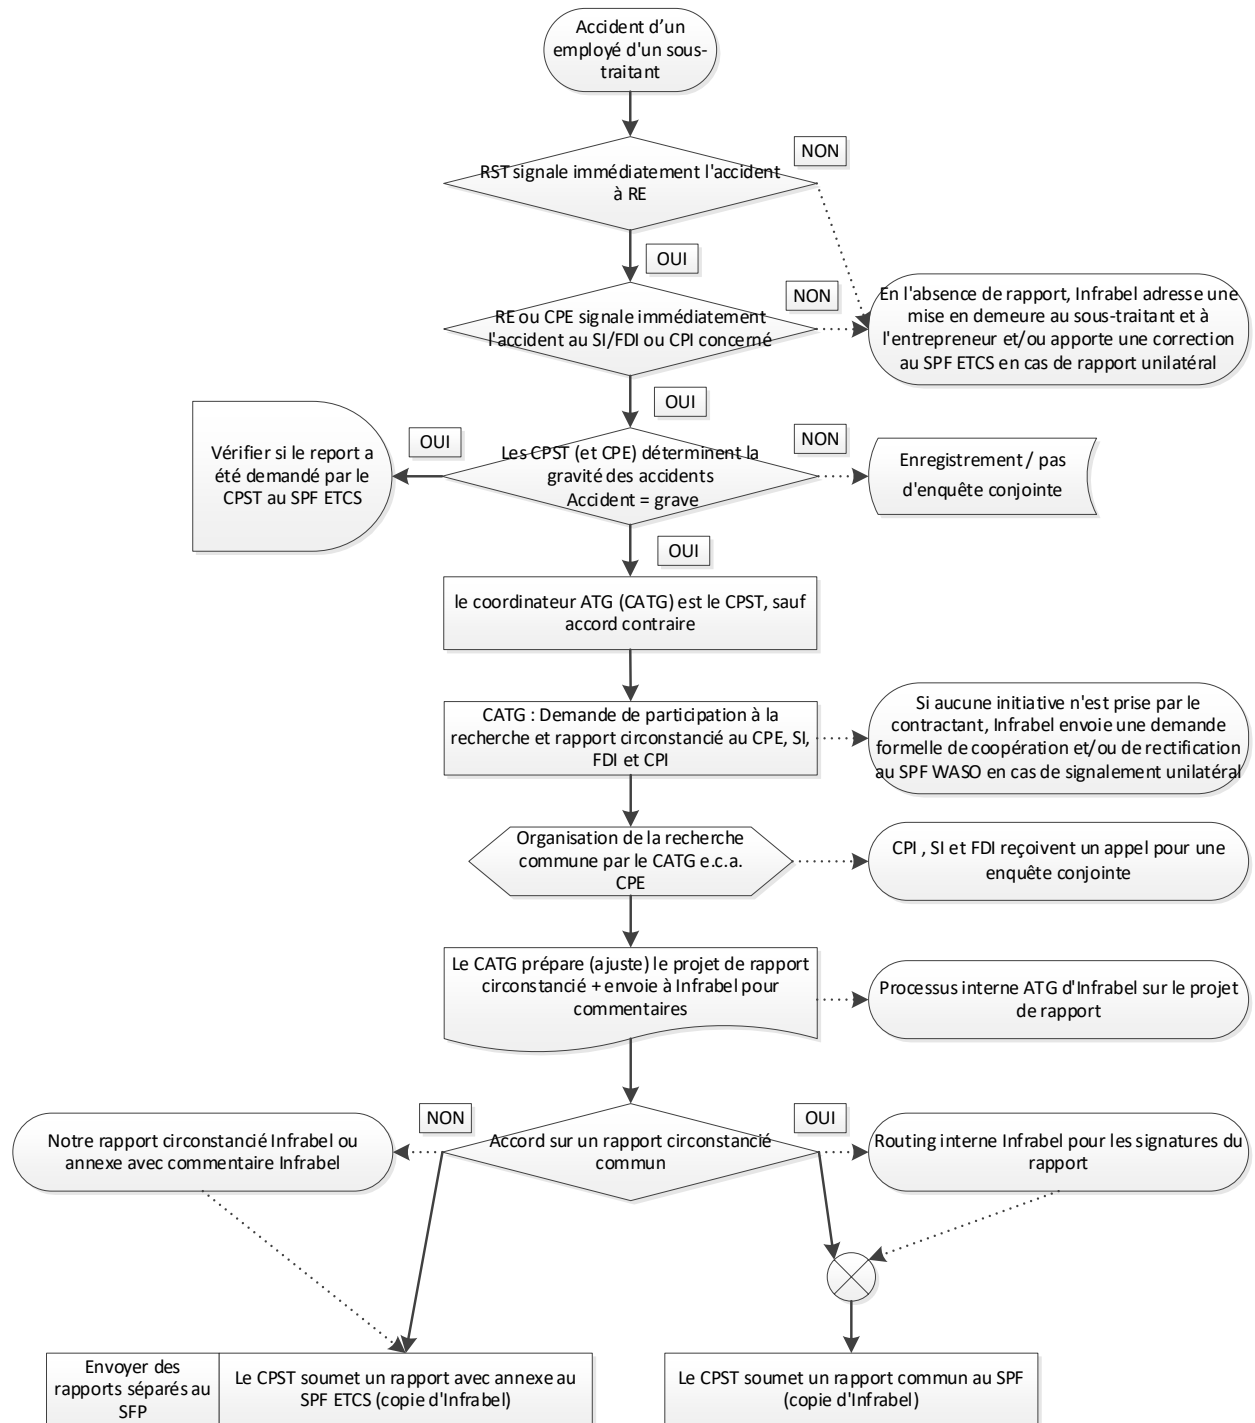 Accident d’un
employé d'un sous-
traitant
NON
RST signale immédiatement l'accident
à RE
OUI
NON
RE ou CPE signale immédiatement
l'accident au SI/FDI ou CPI concerné
En l'absence de rapport, Infrabel adresse une
mise en demeure au sous-traitant et à
l'entrepreneur et/ou apporte une correction
au SPF ETCS en cas de rapport unilatéral
OUI
OUI
NON
Vérifier si le report a
été demandé par le
CPST au SPF ETCS
Les CPST (et CPE) déterminent la
gravité des accidents
Accident = grave
Enregistrement / pas
d'enquête conjointe
OUI
le coordinateur ATG (CATG) est le CPST, sauf
accord contraire
CATG : Demande de participation à la
recherche et rapport circonstancié au CPE, SI,
FDI et CPI
Si aucune initiative n'est prise par le
contractant, Infrabel envoie une demande
formelle de coopération et/ou de rectification
au SPF WASO en cas de signalement unilatéral
Organisation de la recherche
commune par le CATG e.c.a.
CPE
CPI , SI et FDI reçoivent un appel pour une
enquête conjointe
Le CATG prépare (ajuste) le projet de rapport
circonstancié + envoie à Infrabel pour
commentaires
Processus interne ATG d'Infrabel sur le projet
de rapport
NON
OUI
Notre rapport circonstancié Infrabel ou
annexe avec commentaire Infrabel
Accord sur un rapport circonstancié
commun
Routing interne Infrabel pour les signatures du
rapport
Envoyer des
rapports séparés au
SFP
Le CPST soumet un rapport avec annexe au
SPF ETCS (copie d'Infrabel)
Le CPST soumet un rapport commun au SPF
(copie d'Infrabel)